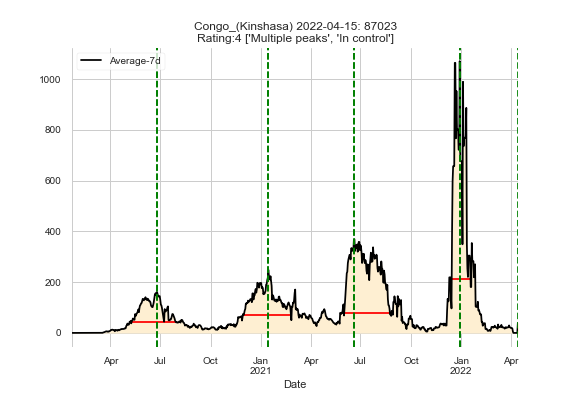 Congo_(Kinshasa) 2022-04-15: 87023
Rating:4 ['Multiple peaks', 'In control']
Average-7d
1000
800
600
400
200
0
Apr Jul Oct Jan Apr Jul Oct Jan Apr
2021 2022
Date